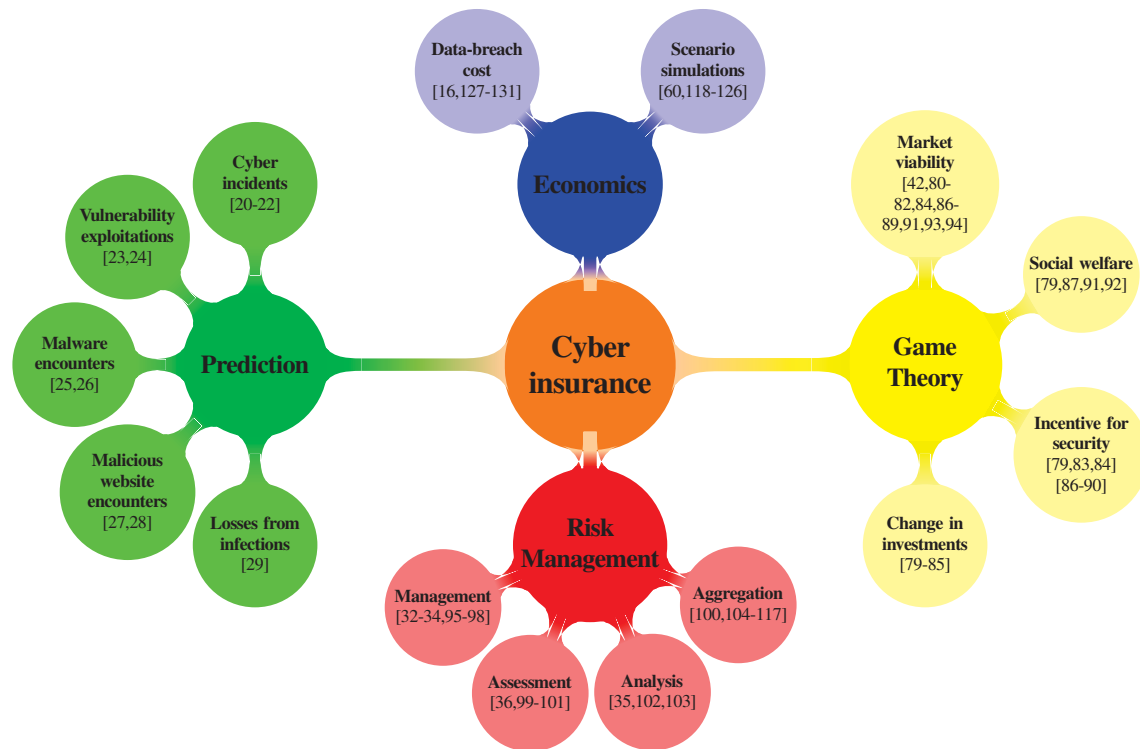 Data-breach
cost
[16,127-131]
Scenario
simulations
[60,118-126]
Economics
Cyber
incidents
[20-22]
Vulnerability
exploitations
[23,24]
Malware
encounters
[25,26]
Malicious
website
encounters
[27,28]
Losses from
infections
[29]
Prediction
Cyber
insurance
Game
Theory
Market
viability
[42,80-
82,84,86-
89,91,93,94]
Social welfare
[79,87,91,92]
Incentive for
security
[79,83,84]
[86-90]
Change in
investments
[79-85]
Risk
Management
Management
[32-34,95-98]
Assessment
[36,99-101]
Analysis
[35,102,103]
Aggregation
[100,104-117]